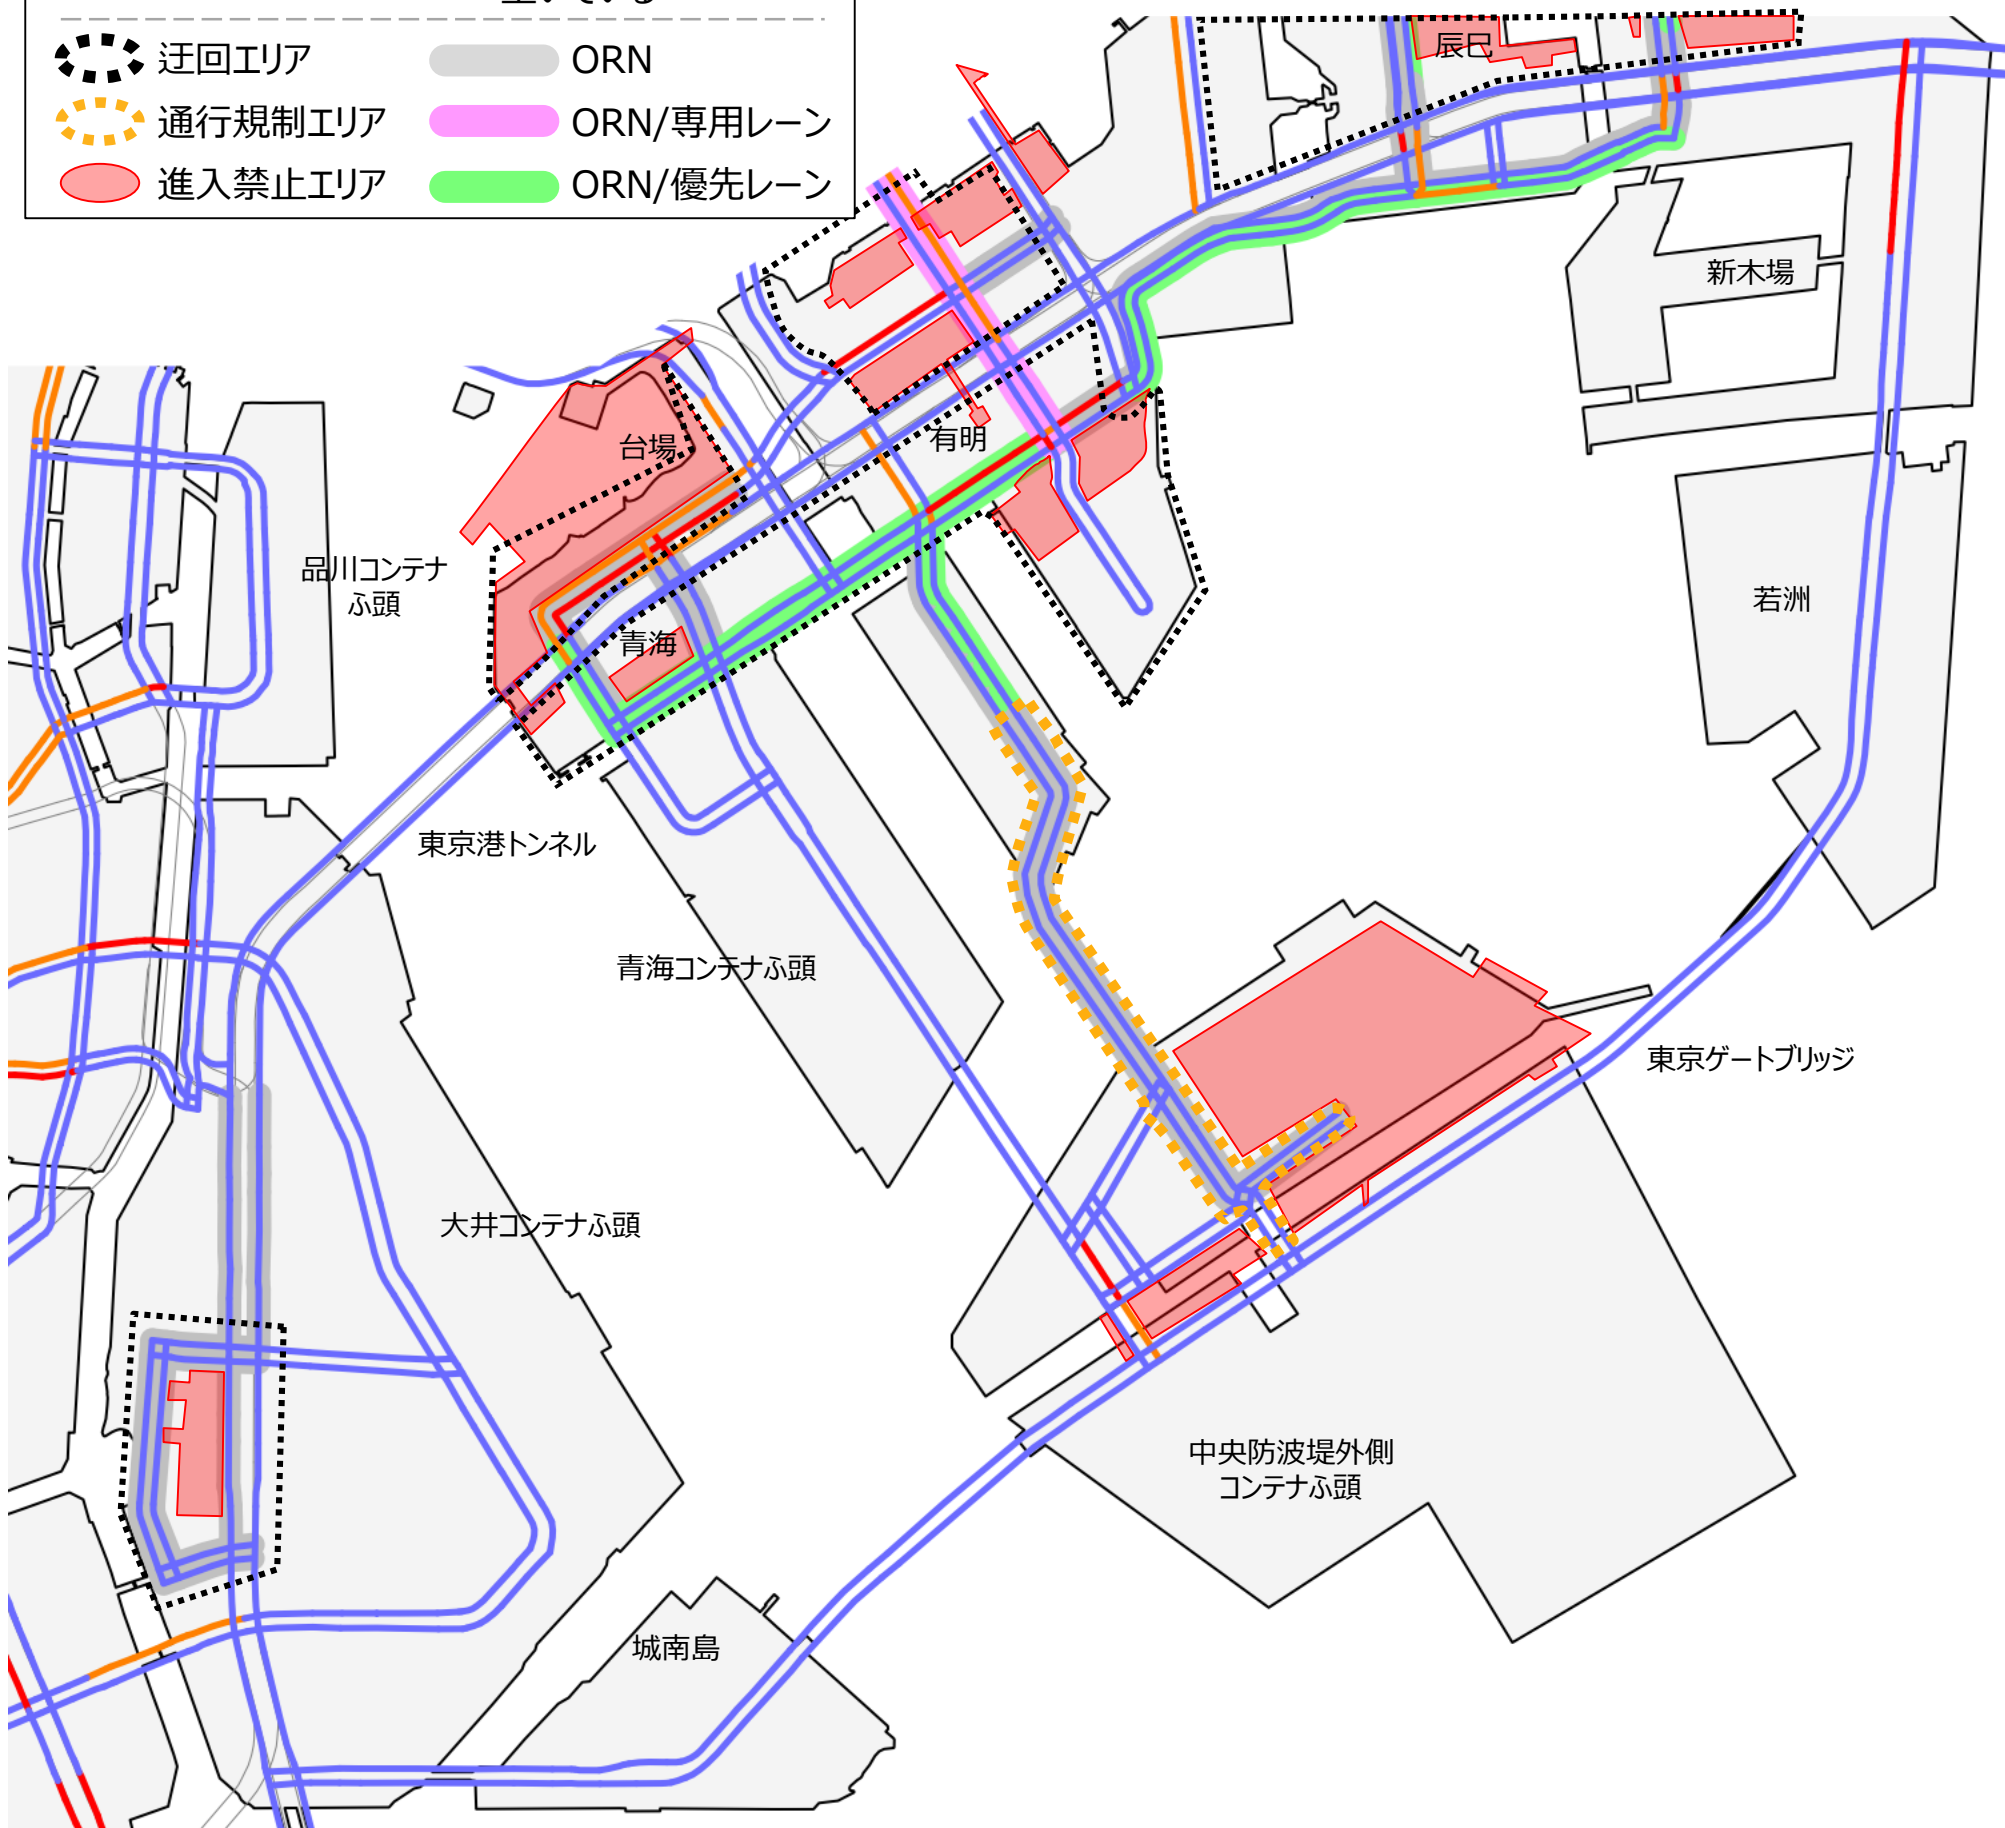 空いている
迂回エリア
ORN
通行規制エリア
ORN/専用レーン
進入禁止エリア
ORN/優先レーン
辰巳
新木場
有明
台場
品川コンテナ
ふ頭
青海
若洲
東京港トンネル
青海コンテナふ頭
東京ゲートブリッジ
大井コンテナふ頭
中央防波堤外側
コンテナふ頭
城南島